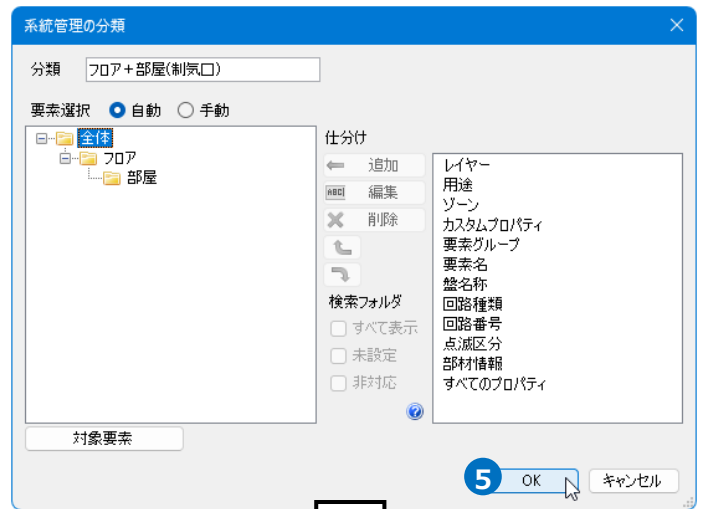 系統管理の分類
分類 フロア+部屋(制気口)
要素選択 自動 手動
全体
フロア
部屋
仕分け
追加
ABC 編集
削除
検索フォルダ
すべて表示
未設定
非対応
レイヤー
用途
ゾーン
カスタムプロパティ
要素グループ
要素名
盤名称
回路種類
回路番号
点滅区分
部材情報
すべてのプロパティ
?
対象要素
5 OK キャンセル